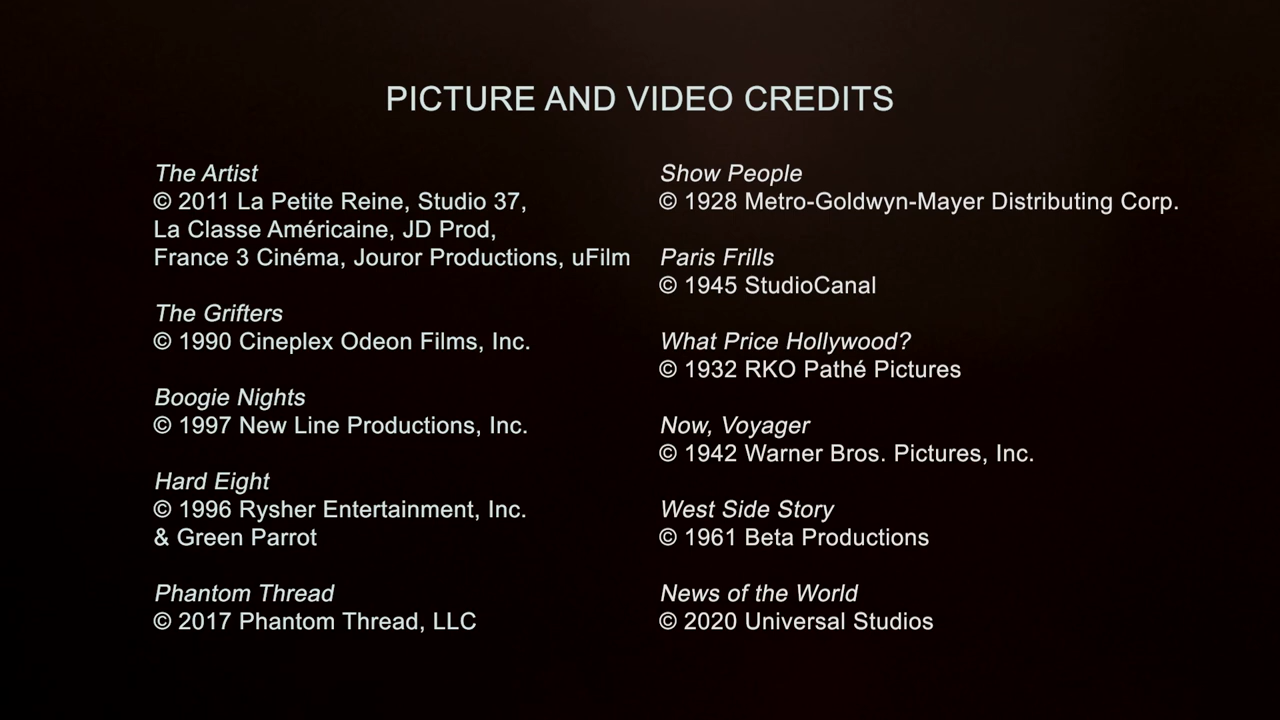 PICTURE AND VIDEO CREDITS
The Artist
© 2011 La Petite Reine, Studio 37,
La Classe Américaine, JD Prod,
France 3 Cinéma, Jouror Productions, uFilm
The Grifters
© 1990 Cineplex Odeon Films, Inc.
Boogie Nights
© 1997 New Line Productions, Inc.
Hard Eight
© 1996 Rysher Entertainment, Inc.
& Green Parrot
Phantom Thread
© 2017 Phantom Thread, LLC
Show People
© 1928 Metro-Goldwyn-Mayer Distributing Corp.
Paris Frills
© 1945 StudioCanal
What Price Hollywood?
© 1932 RKO Pathé Pictures
Now, Voyager
© 1942 Warner Bros. Pictures, Inc.
West Side Story
© 1961 Beta Productions
News of the World
© 2020 Universal Studios